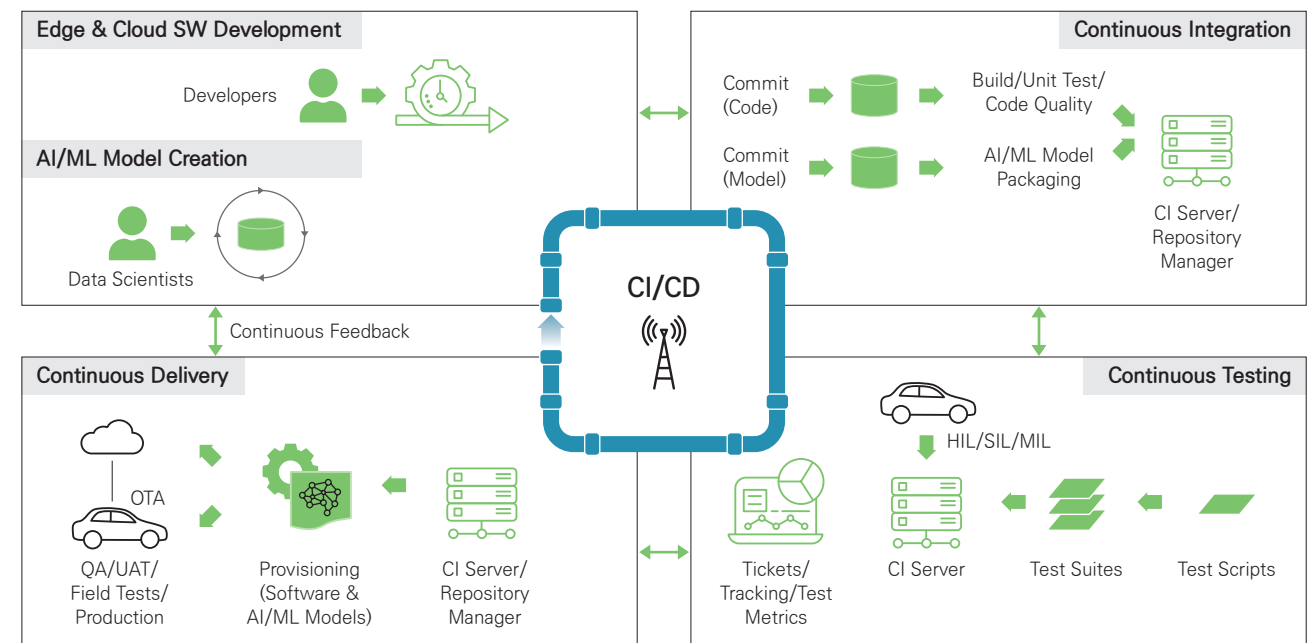 Edge & Cloud SW Development
Developers
AI/ML Model Creation
Data Scientists
Continuous Integration
Commit
(Code)
Build/Unit Test/
Code Quality
Commit
(Model)
AI/ML Model
Packaging
CI Server/
Repository
Manager
CI/CD
Continuous Feedback
Continuous Delivery
OTA
QA/UAT/
Field Tests/
Production
Provisioning
(Software &
AI/ML Models)
CI Server/
Repository
Manager
Continuous Testing
HIL/SIL/MIL
Tickets/
Tracking/Test
Metrics
CI Server
Test Suites
Test Scripts